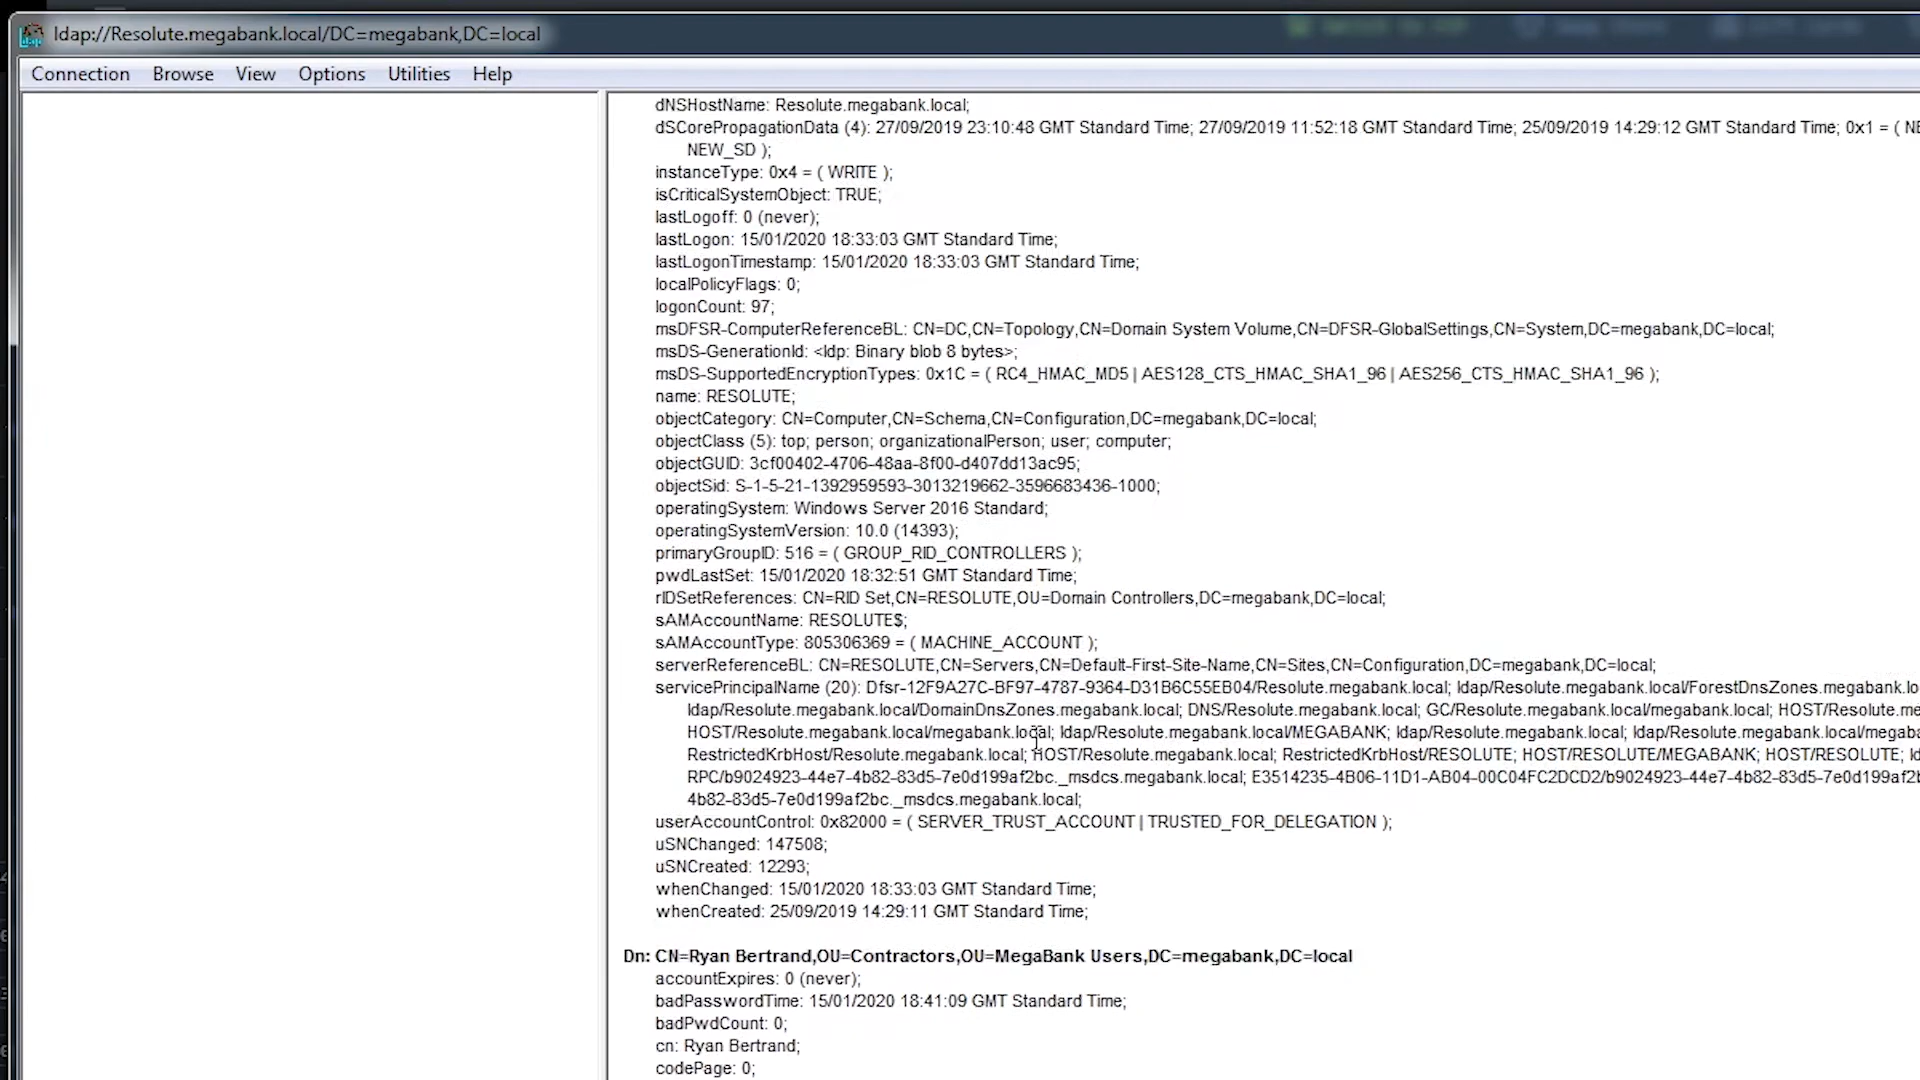 ldap://Resolute.megabank.local/DC=megabank,DC=local
Connection Browse View Options Utilities Help
dNSHostName: Resolute.megabank.local;
dSCorePropagationData (4): 27/09/2019 23:10:48 GMT Standard Time; 27/09/2019 11:52:18 GMT Standard Time; 25/09/2019 14:29:12 GMT Standard Time; 0x1 = ( NE
NEW_SD );
instanceType: 0x4 = ( WRITE );
isCriticalSystemObject: TRUE;
lastLogoff: 0 (never);
lastLogon: 15/01/2020 18:33:03 GMT Standard Time;
lastLogonTimestamp: 15/01/2020 18:33:03 GMT Standard Time;
localPolicyFlags: 0;
logonCount: 97;
msDFSR-ComputerReferenceBL: CN=DC,CN=Topology,CN=Domain System Volume,CN=DFSR-GlobalSettings,CN=System,DC=megabank,DC=local;
msDS-GenerationId: <ldp: Binary blob 8 bytes>;
msDS-SupportedEncryptionTypes: 0x1C = ( RC4_HMAC_MD5 | AES128_CTS_HMAC_SHA1_96 | AES256_CTS_HMAC_SHA1_96 );
name: RESOLUTE;
objectCategory: CN=Computer,CN=Schema,CN=Configuration,DC=megabank,DC=local;
objectClass (5): top; person; organizationalPerson; user; computer;
objectGUID: 3cf00402-4706-48aa-8f00-d407dd13ac95;
objectSid: S-1-5-21-1392959593-3013219662-3596683436-1000;
operatingSystem: Windows Server 2016 Standard;
operatingSystemVersion: 10.0 (14393);
primaryGroupID: 516 = ( GROUP_RID_CONTROLLERS );
pwdLastSet: 15/01/2020 18:32:51 GMT Standard Time;
rIDSetReferences: CN=RID Set,CN=RESOLUTE,OU=Domain Controllers,DC=megabank,DC=local;
sAMAccountName: RESOLUTE$;
sAMAccountType: 805306369 = ( MACHINE_ACCOUNT );
serverReferenceBL: CN=RESOLUTE,CN=Servers,CN=Default-First-Site-Name,CN=Sites,CN=Configuration,DC=megabank,DC=local;
servicePrincipalName (20): Dfsr-12F9A27C-BF97-4787-9364-D31B6C55EB04/Resolute.megabank.local; ldap/Resolute.megabank.local/ForestDnsZones.megabank.lo
ldap/Resolute.megabank.local/DomainDnsZones.megabank.local; DNS/Resolute.megabank.local; GC/Resolute.megabank.local/megabank.local; HOST/Resolute.me
HOST/Resolute.megabank.local/megabank.local; ldap/Resolute.megabank.local/MEGABANK; ldap/Resolute.megabank.local; ldap/Resolute.megabank.local/megaba
RestrictedKrbHost/Resolute.megabank.local; HOST/Resolute.megabank.local; RestrictedKrbHost/RESOLUTE; HOST/RESOLUTE/MEGABANK; HOST/RESOLUTE; ld
RPC/b9024923-44e7-4b82-83d5-7e0d199af2bc._msdcs.megabank.local; E3514235-4B06-11D1-AB04-00C04FC2DCD2/b9024923-44e7-4b82-83d5-7e0d199af2b
4b82-83d5-7e0d199af2bc._msdcs.megabank.local;
userAccountControl: 0x82000 = ( SERVER_TRUST_ACCOUNT | TRUSTED_FOR_DELEGATION );
uSNChanged: 147508;
uSNCreated: 12293;
whenChanged: 15/01/2020 18:33:03 GMT Standard Time;
whenCreated: 25/09/2019 14:29:11 GMT Standard Time;
Dn: CN=Ryan Bertrand,OU=Contractors,OU=MegaBank Users,DC=megabank,DC=local
accountExpires: 0 (never);
badPasswordTime: 15/01/2020 18:41:09 GMT Standard Time;
badPwdCount: 0;
cn: Ryan Bertrand;
codePage: 0;